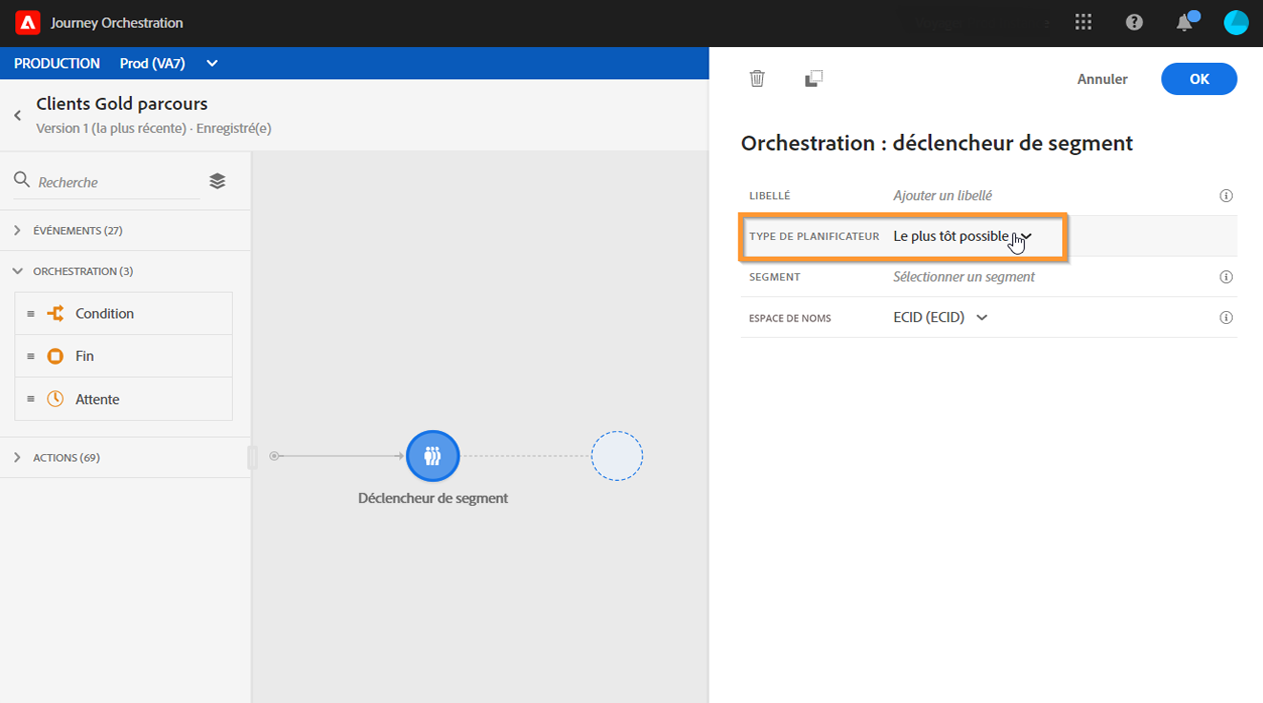 Journey Orchestration
PRODUCTION Prod (VA7)
Clients Gold parcours
Version 1 (la plus récente) · Enregistré(e)
Recherche
ÉVÉNEMENTS (27)
ORCHESTRATION (3)
Condition
Fin
Attente
ACTIONS (69)
Déclencheur de segment
Annuler OK
Orchestration : déclencheur de segment
LIBELLÉ Ajouter un libellé
TYPE DE PLANIFICATEUR Le plus tôt possible
SEGMENT Sélectionner un segment
ESPACE DE NOMS ECID (ECID)